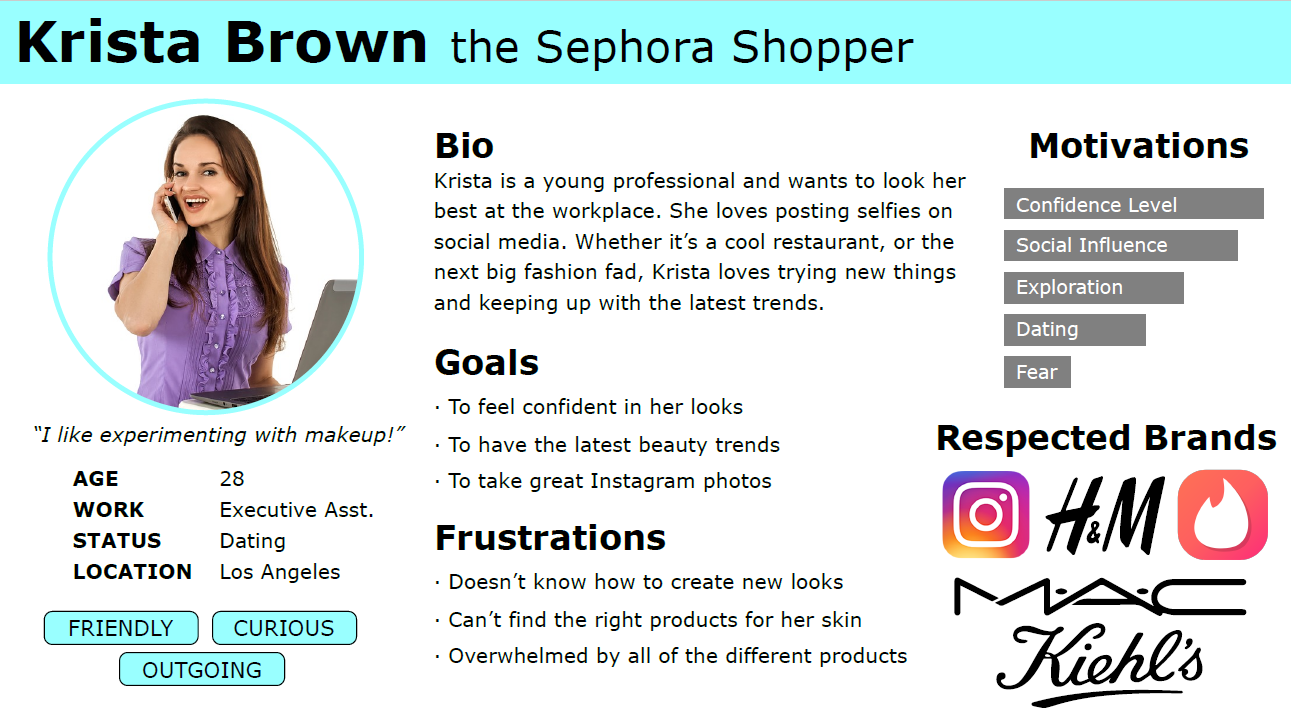 Krista Brown the Sephora Shopper
“I like experimenting with makeup!”
AGE 28
WORK Executive Asst.
STATUS Dating
LOCATION Los Angeles
FRIENDLY CURIOUS
OUTGOING
Bio
Krista is a young professional and wants to look her
best at the workplace. She loves posting selfies on
social media. Whether it’s a cool restaurant, or the
next big fashion fad, Krista loves trying new things
and keeping up with the latest trends.
Goals
· To feel confident in her looks
· To have the latest beauty trends
· To take great Instagram photos
Frustrations
· Doesn’t know how to create new looks
· Can’t find the right products for her skin
· Overwhelmed by all of the different products
Motivations
Confidence Level
Social Influence
Exploration
Dating
Fear
Respected Brands
H&M
M·A·C
Kiehl’s